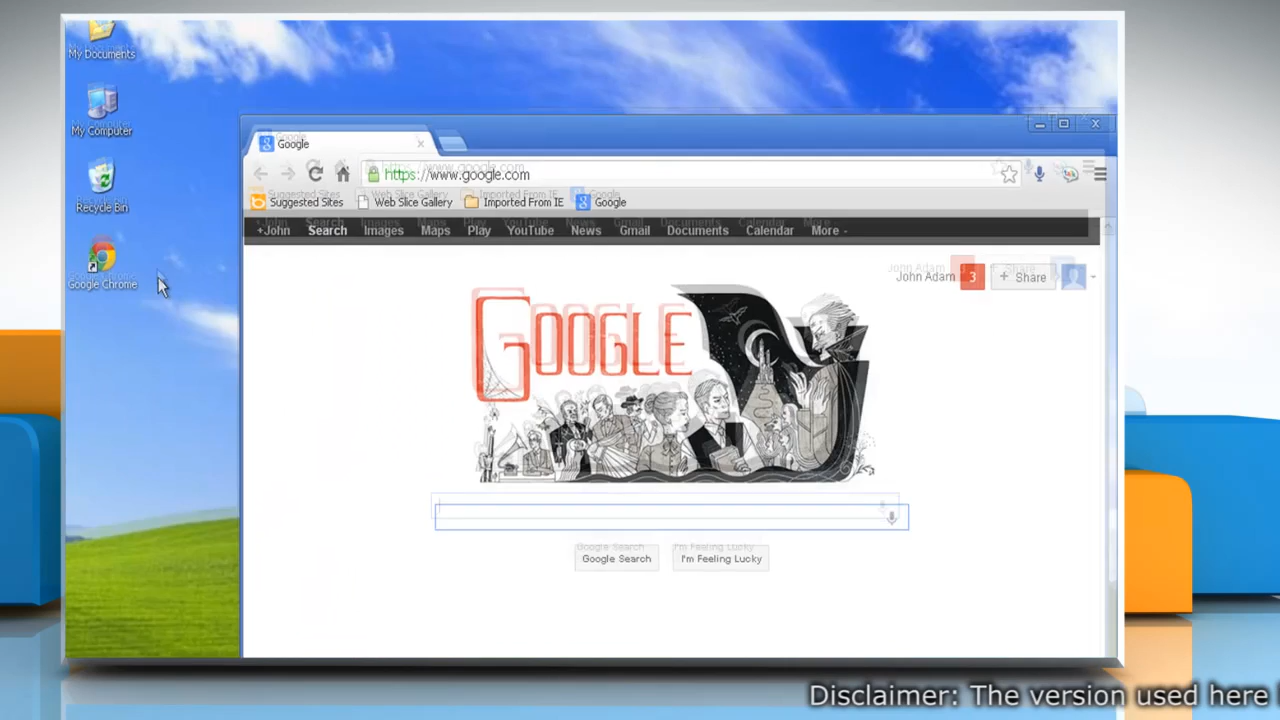 My Documents
My Computer
Recycle Bin
Google Chrome
Google
https://www.google.com
Suggested Sites Web Slice Gallery Imported From IE Google
+John Search Images Maps Play YouTube News Gmail Documents Calendar More
John Adam 3 + Share
GOOGLE
Google Search I'm Feeling Lucky
Disclaimer: The version used here